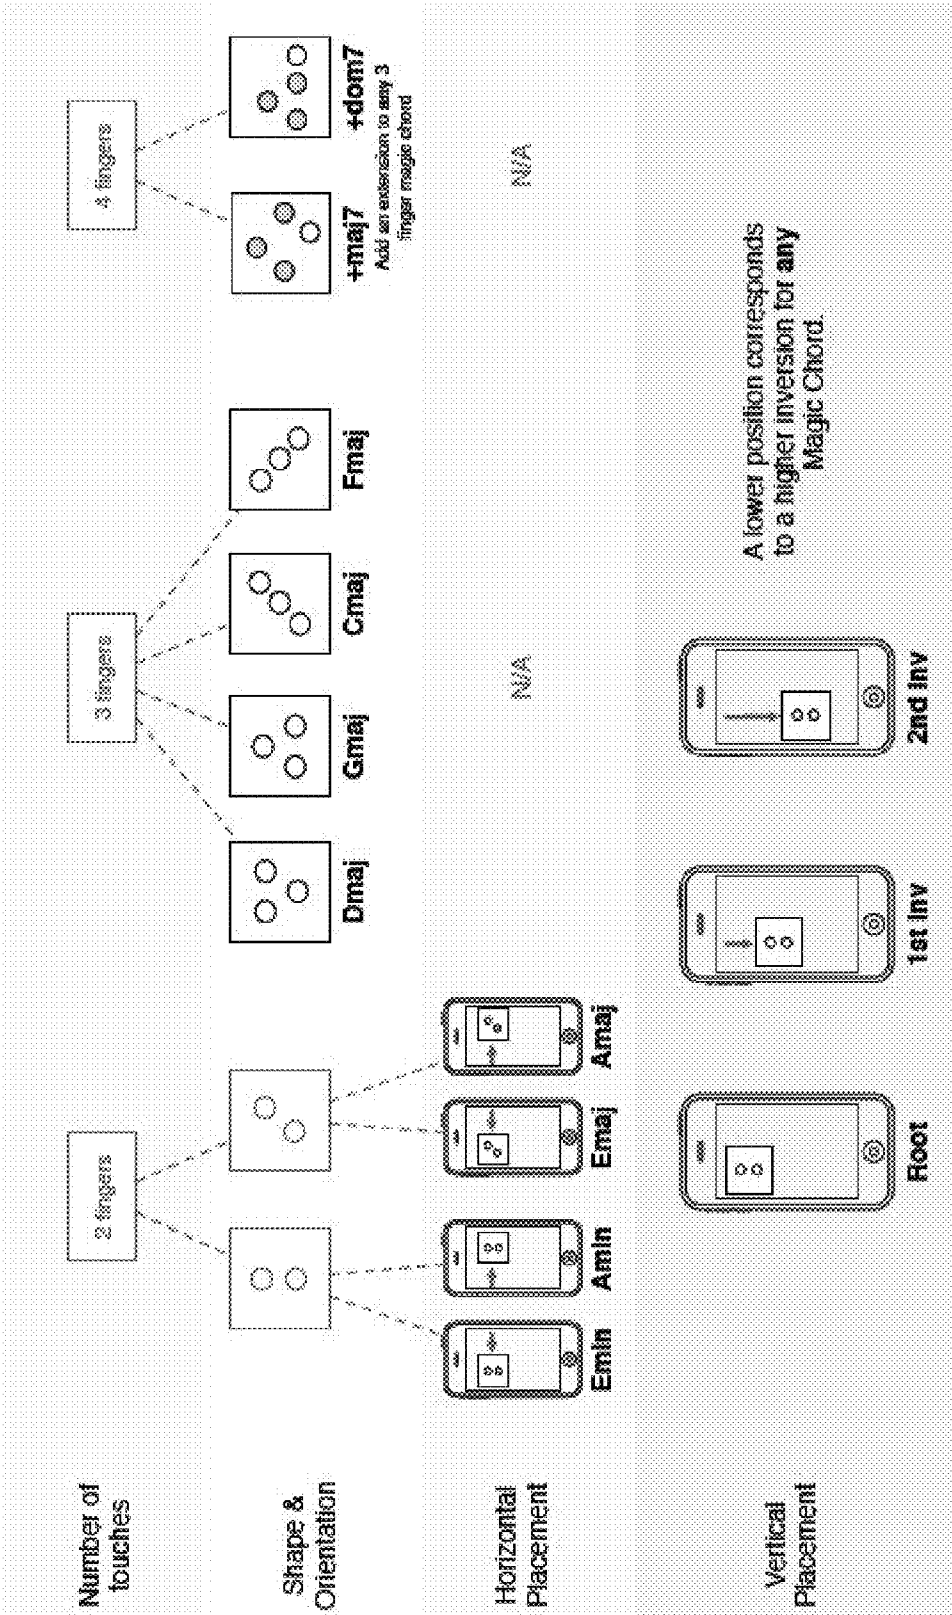 Number of
touches
2 fingers
3 fingers
4 fingers
Shape &
Orientation
Dmaj
Gmaj
Cmaj
Fmaj
+maj7
+dom7
Add an extension to any 3
finger magic chord
Horizontal
Placement
Emin
Amin
Emaj
Amaj
N/A
N/A
Vertical
Placement
Root
1st Inv
2nd Inv
A lower position corresponds
to a higher inversion for any
Magic Chord.